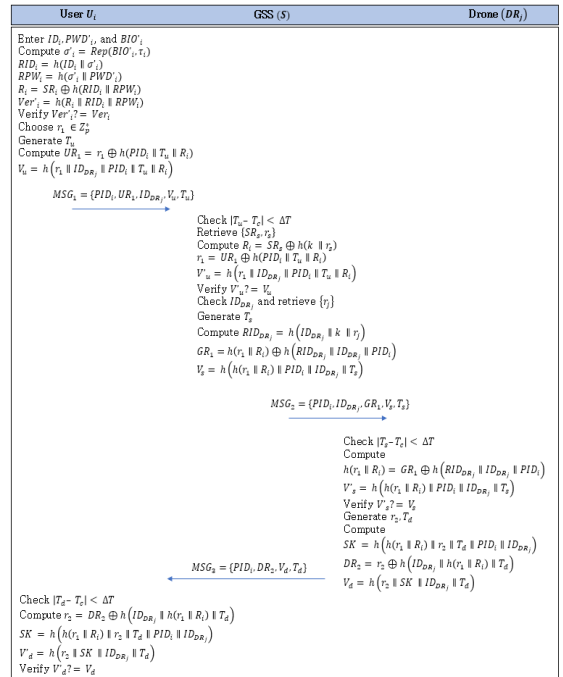 User U_i GSS (S) Drone (DR_j)
Enter ID_i, PWD'_i, and BIO'_i
Compute σ'_i = Rep(BIO'_i, τ_i)
RID_i = h(ID_i ∥ σ'_i)
RPW_i = h(σ'_i ∥ PWD'_i)
R_i = SR_i ⊕ h(RID_i ∥ RPW_i)
Ver'_i = h(R_i ∥ RID_i ∥ RPW_i)
Verify Ver'_i ?= Ver_i
Choose r_1 ∈ Z_p^*
Generate T_u
Compute UR_1 = r_1 ⊕ h(PID_i ∥ T_u ∥ R_i)
V_u = h(r_1 ∥ ID_{DR_j} ∥ PID_i ∥ T_u ∥ R_i)
MSG_1 = {PID_i, UR_1, ID_{DR_j}, V_u, T_u}
Check |T_u – T_c| < ΔT
Retrieve {SR_s, r_s}
Compute R_i = SR_s ⊕ h(k ∥ r_s)
r_1 = UR_1 ⊕ h(PID_i ∥ T_u ∥ R_i)
V'_u = h(r_1 ∥ ID_{DR_j} ∥ PID_i ∥ T_u ∥ R_i)
Verify V'_u ?= V_u
Check ID_{DR_j} and retrieve {r_j}
Generate T_s
Compute RID_{DR_j} = h(ID_{DR_j} ∥ k ∥ r_j)
GR_1 = h(r_1 ∥ R_i) ⊕ h(RID_{DR_j} ∥ ID_{DR_j} ∥ PID_i)
V_s = h(h(r_1 ∥ R_i) ∥ PID_i ∥ ID_{DR_j} ∥ T_s)
MSG_2 = {PID_i, ID_{DR_j}, GR_1, V_s, T_s}
Check |T_s – T_c| < ΔT
Compute
h(r_1 ∥ R_i) = GR_1 ⊕ h(RID_{DR_j} ∥ ID_{DR_j} ∥ PID_i)
V'_s = h(h(r_1 ∥ R_i) ∥ PID_i ∥ ID_{DR_j} ∥ T_s)
Verify V'_s ?= V_s
Generate r_2, T_d
Compute
SK = h(h(r_1 ∥ R_i) ∥ r_2 ∥ T_d ∥ PID_i ∥ ID_{DR_j})
DR_2 = r_2 ⊕ h(ID_{DR_j} ∥ h(r_1 ∥ R_i) ∥ T_d)
V_d = h(r_2 ∥ SK ∥ ID_{DR_j} ∥ T_d)
MSG_3 = {PID_i, DR_2, V_d, T_d}
Check |T_d – T_c| < ΔT
Compute r_2 = DR_2 ⊕ h(ID_{DR_j} ∥ h(r_1 ∥ R_i) ∥ T_d)
SK = h(h(r_1 ∥ R_i) ∥ r_2 ∥ T_d ∥ PID_i ∥ ID_{DR_j})
V'_d = h(r_2 ∥ SK ∥ ID_{DR_j} ∥ T_d)
Verify V'_d ?= V_d